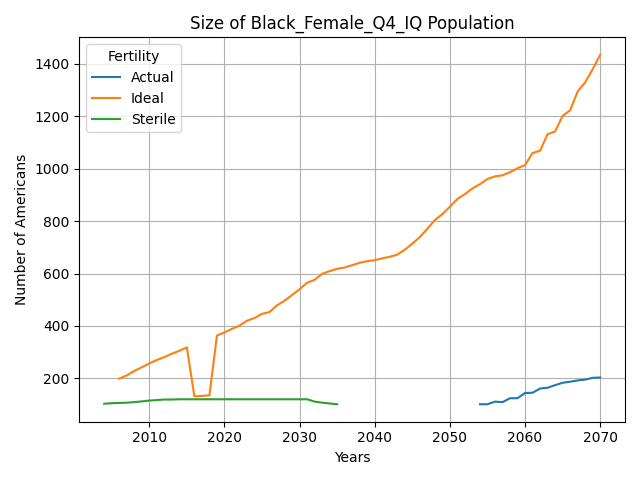 Size of Black_Female_Q4_IQ Population
Fertility
Actual
Ideal
Sterile
Number of Americans
1400
1200
1000
800
600
400
200
2010 2020 2030 2040 2050 2060 2070
Years